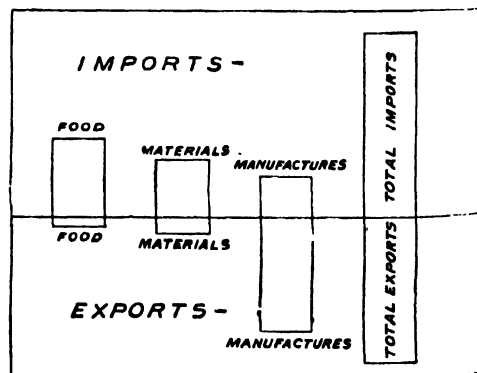 IMPORTS-
FOOD
MATERIALS
MANUFACTURES
TOTAL IMPORTS
FOOD
MATERIALS
TOTAL EXPORTS
EXPORTS-
MANUFACTURES